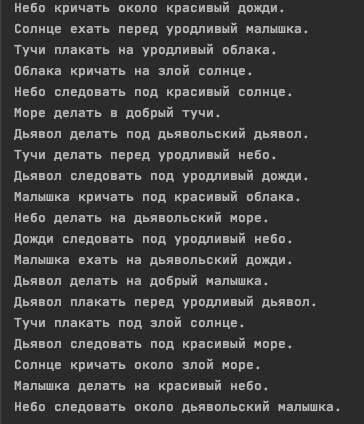 Небо кричать около красивый дожди.
Солнце ехать перед уродливый малышка.
Тучи плакать на уродливый облака.
Облака кричать на злой солнце.
Небо следовать под красивый солнце.
Море делать в добрый тучи.
Дьявол делать под дьявольский дьявол.
Тучи делать перед уродливый небо.
Дьявол следовать под уродливый дожди.
Малышка кричать под красивый облака.
Небо делать на дьявольский море.
Дожди следовать под уродливый небо.
Малышка ехать на дьявольский дожди.
Дьявол делать на добрый малышка.
Дьявол плакать перед уродливый дьявол.
Тучи плакать под злой солнце.
Дьявол следовать под красивый море.
Солнце кричать около злой море.
Малышка делать на красивый небо.
Небо следовать около дьявольский малышка.